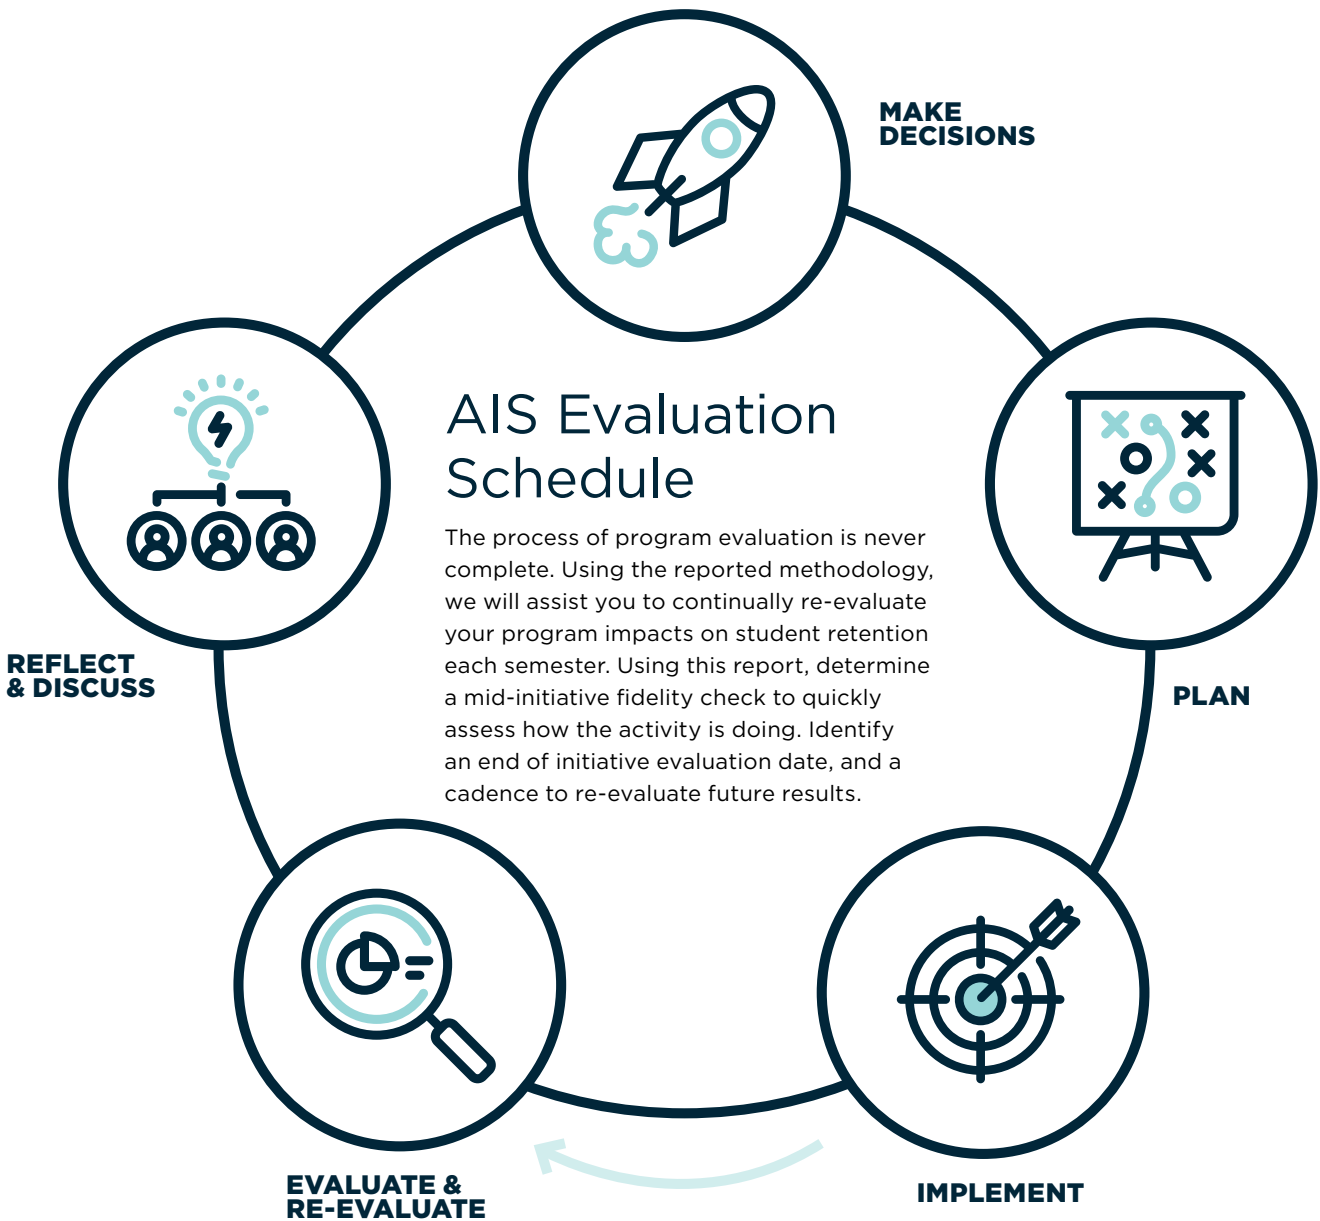 MAKE
DECISIONS
AIS Evaluation
Schedule
The process of program evaluation is never
complete. Using the reported methodology,
we will assist you to continually re-evaluate
your program impacts on student retention
each semester. Using this report, determine
a mid-initiative fidelity check to quickly
assess how the activity is doing. Identify
an end of initiative evaluation date, and a
cadence to re-evaluate future results.
REFLECT
& DISCUSS
PLAN
EVALUATE &
RE-EVALUATE
IMPLEMENT